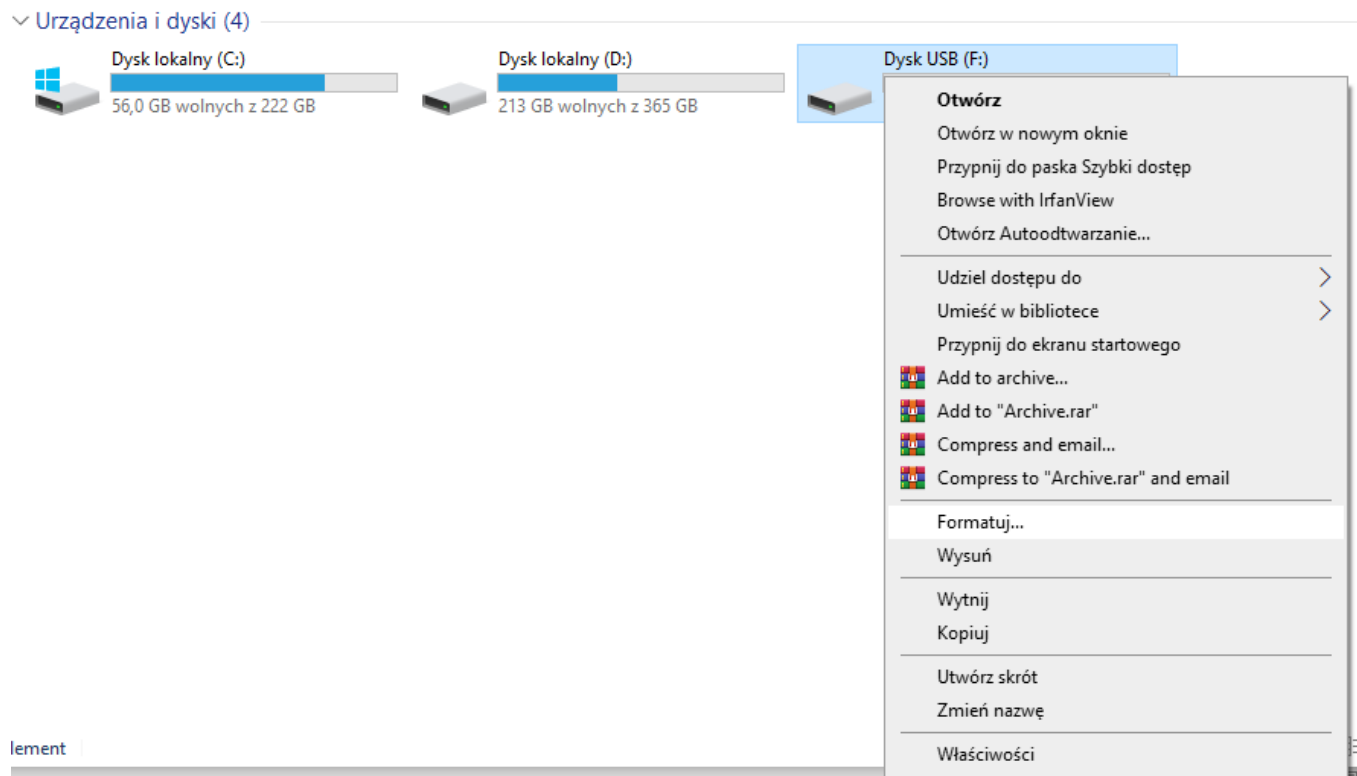 Urządzenia i dyski (4)
Dysk lokalny (C:)
56,0 GB wolnych z 222 GB
Dysk lokalny (D:)
213 GB wolnych z 365 GB
Dysk USB (F:)
Otwórz
Otwórz w nowym oknie
Przypnij do paska Szybki dostęp
Browse with IrfanView
Otwórz Autoodtwarzanie...
Udziel dostępu do
Umieść w bibliotece
Przypnij do ekranu startowego
Add to archive...
Add to "Archive.rar"
Compress and email...
Compress to "Archive.rar" and email
Formatuj...
Wysuń
Wytnij
Kopiuj
Utwórz skrót
Zmień nazwę
Właściwości
lement